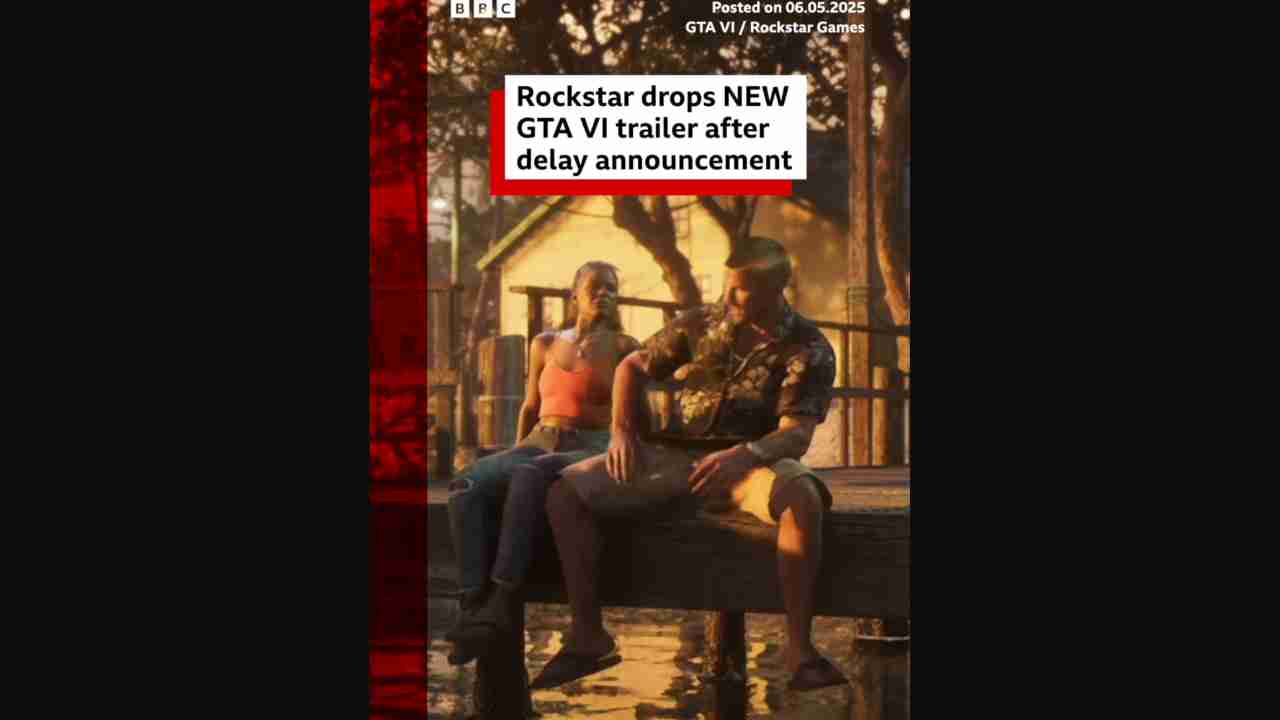 BBC
Posted on 06.05.2025
GTA VI / Rockstar Games
Rockstar drops NEW
GTA VI trailer after
delay announcement